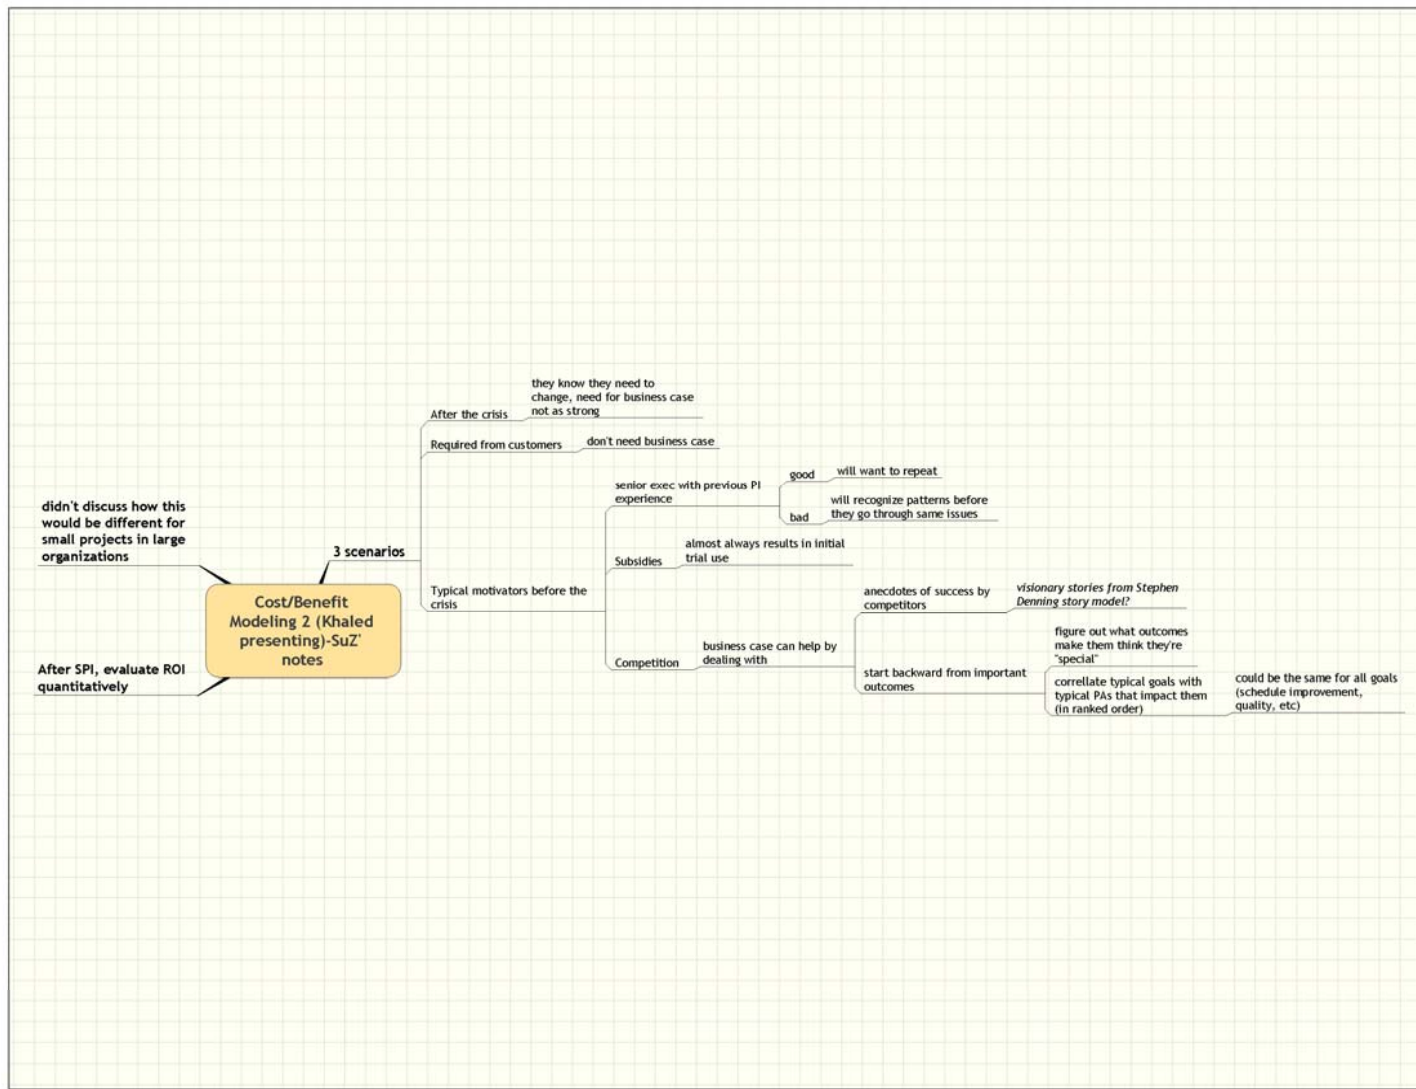 they know they need to
change, need for business case
not as strong
After the crisis
Required from customers
don't need business case
good
will want to repeat
senior exec with previous PI
experience
bad
will recognize patterns before
they go through same issues
didn't discuss how this
would be different for
small projects in large
organizations
3 scenarios
Subsidies
almost always results in initial
trial use
Typical motivators before the
crisis
Cost/Benefit
Modeling 2 (Khaled
presenting)-SuZ'
notes
After SPI, evaluate ROI
quantitatively
Competition
business case can help by
dealing with
anecdotes of success by
competitors
visionary stories from Stephen
Denning story model?
start backward from important
outcomes
figure out what outcomes
make them think they're
"special"
correllate typical goals with
typical PAs that impact them
(in ranked order)
could be the same for all goals
(schedule improvement,
quality, etc)